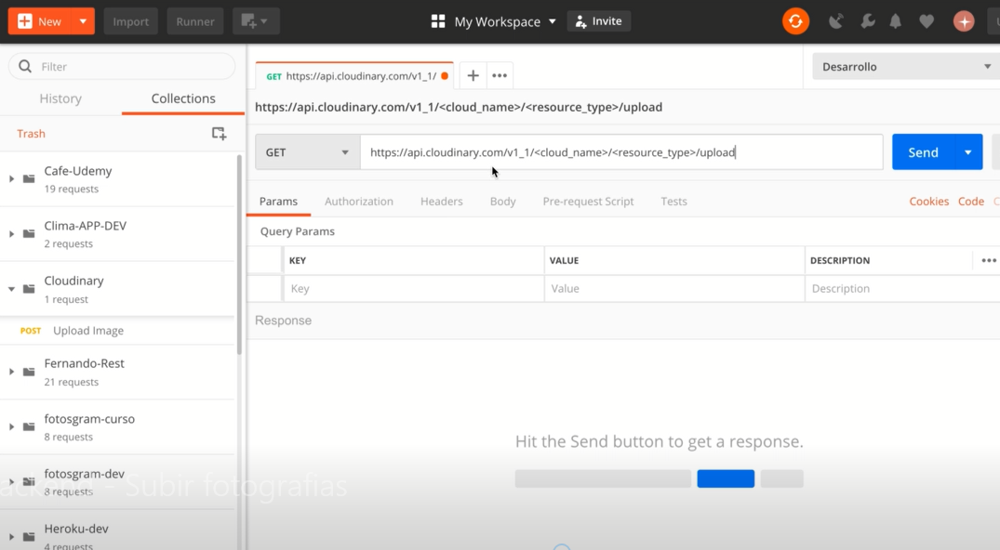 New
Import
Runner
My Workspace
Invite
Filter
History
Collections
Trash
Cafe-Udemy
19 requests
Clima-APP-DEV
2 requests
Cloudinary
1 request
POST Upload Image
Fernando-Rest
21 requests
fotosgram-curso
8 requests
fotosgram-dev
8 requests
Heroku-dev
4 requests
GET https://api.cloudinary.com/v1_1/
Desarrollo
https://api.cloudinary.com/v1_1/<cloud_name>/<resource_type>/upload
GET
https://api.cloudinary.com/v1_1/<cloud_name>/<resource_type>/upload
Send
Params
Authorization
Headers
Body
Pre-request Script
Tests
Cookies
Code
Query Params
KEY
VALUE
DESCRIPTION
Key
Value
Description
Response
Hit the Send button to get a response.
- Subir fotografias